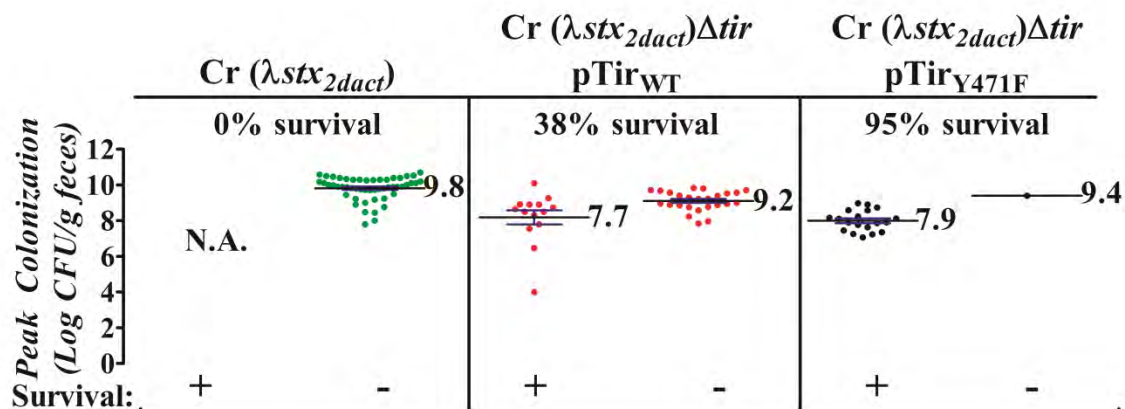 Cr (λstx2dact)
Cr (λstx2dact)Δtir
pTirWT
Cr (λstx2dact)Δtir
pTirY471F
0% survival
38% survival
95% survival
Peak Colonization
(Log CFU/g feces)
12
10
8
6
4
2
0
N.A.
9.8
7.7
9.2
7.9
9.4
Survival: + - + - + -